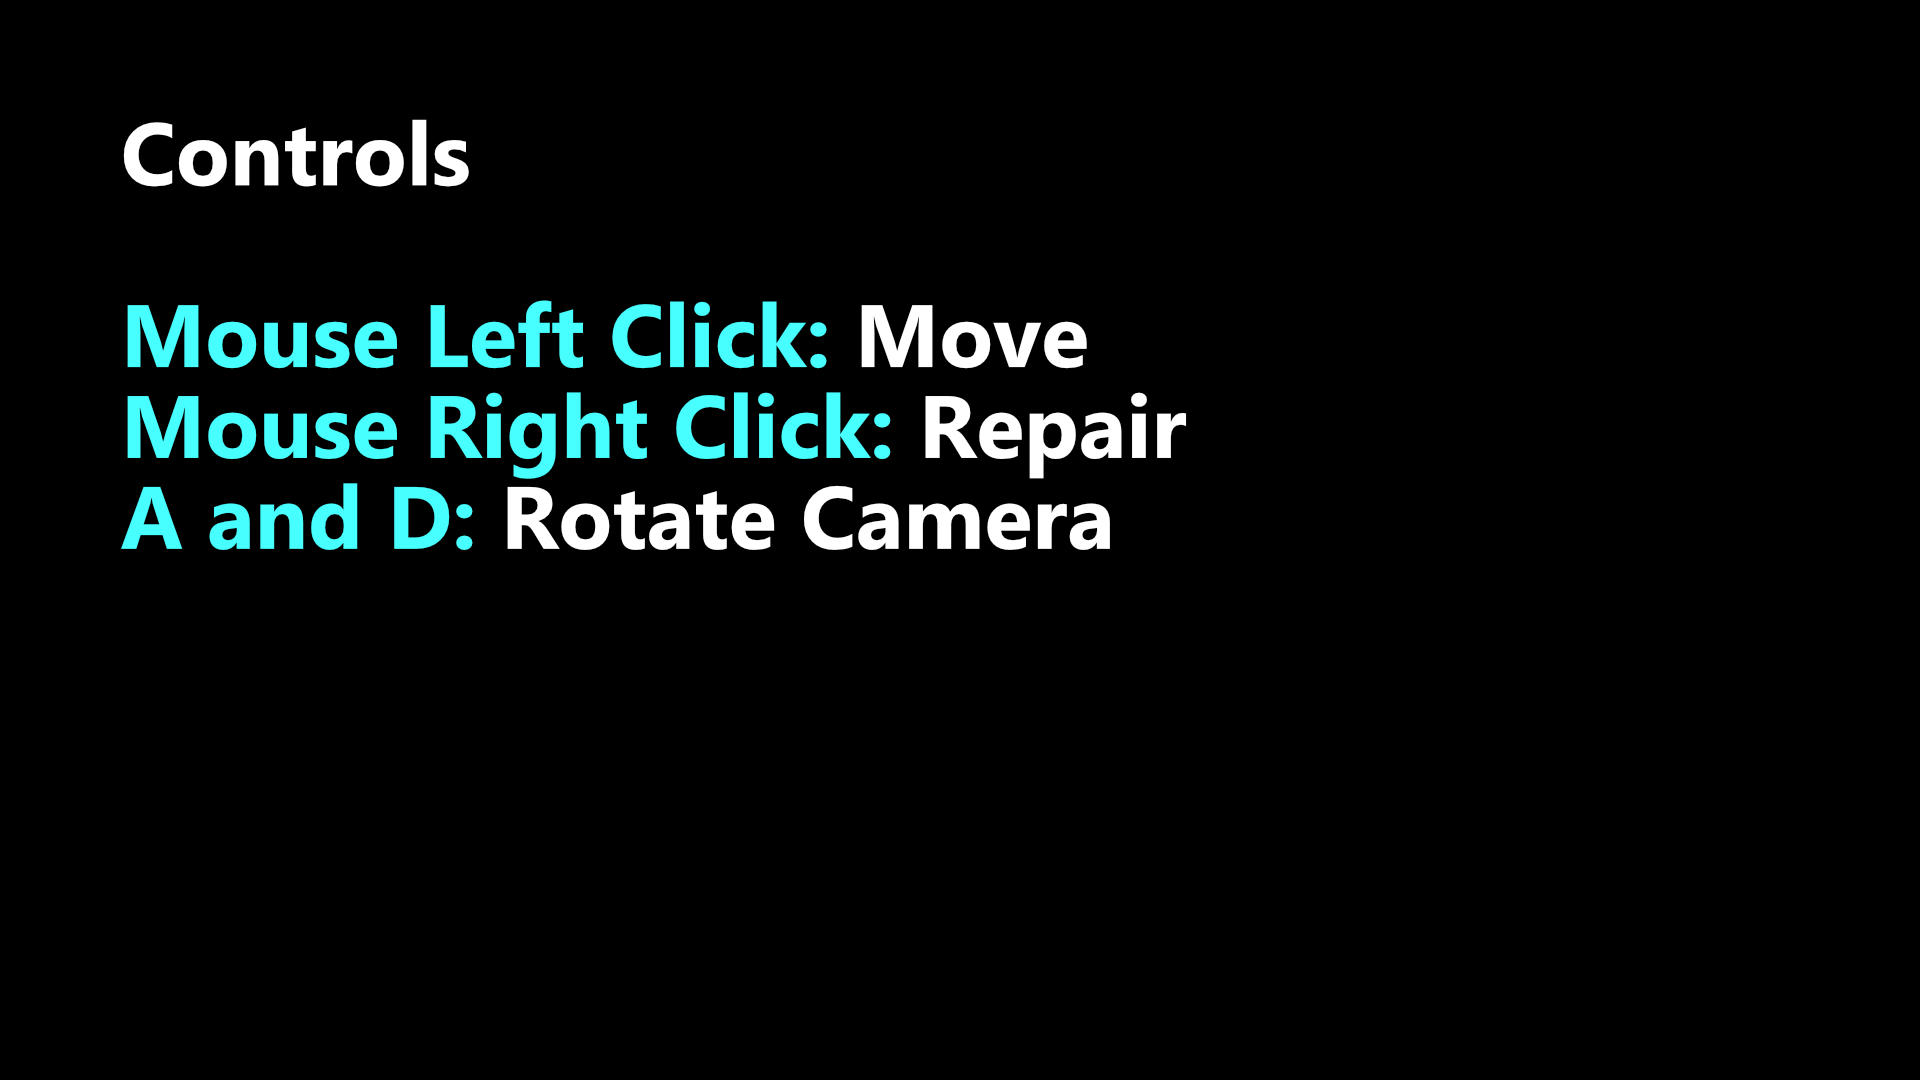 Controls
Mouse Left Click: Move
Mouse Right Click: Repair
A and D: Rotate Camera